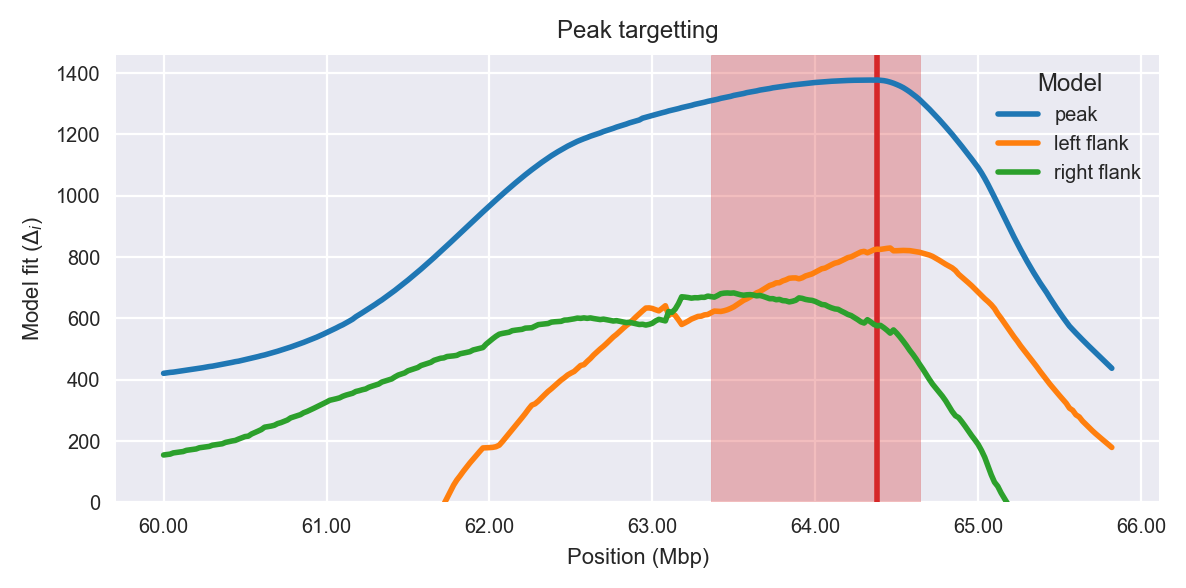 Peak targetting
Model fit (Δi)
1400
1200
1000
800
600
400
200
0
60.00 61.00 62.00 63.00 64.00 65.00 66.00
Position (Mbp)
Model
peak
left flank
right flank